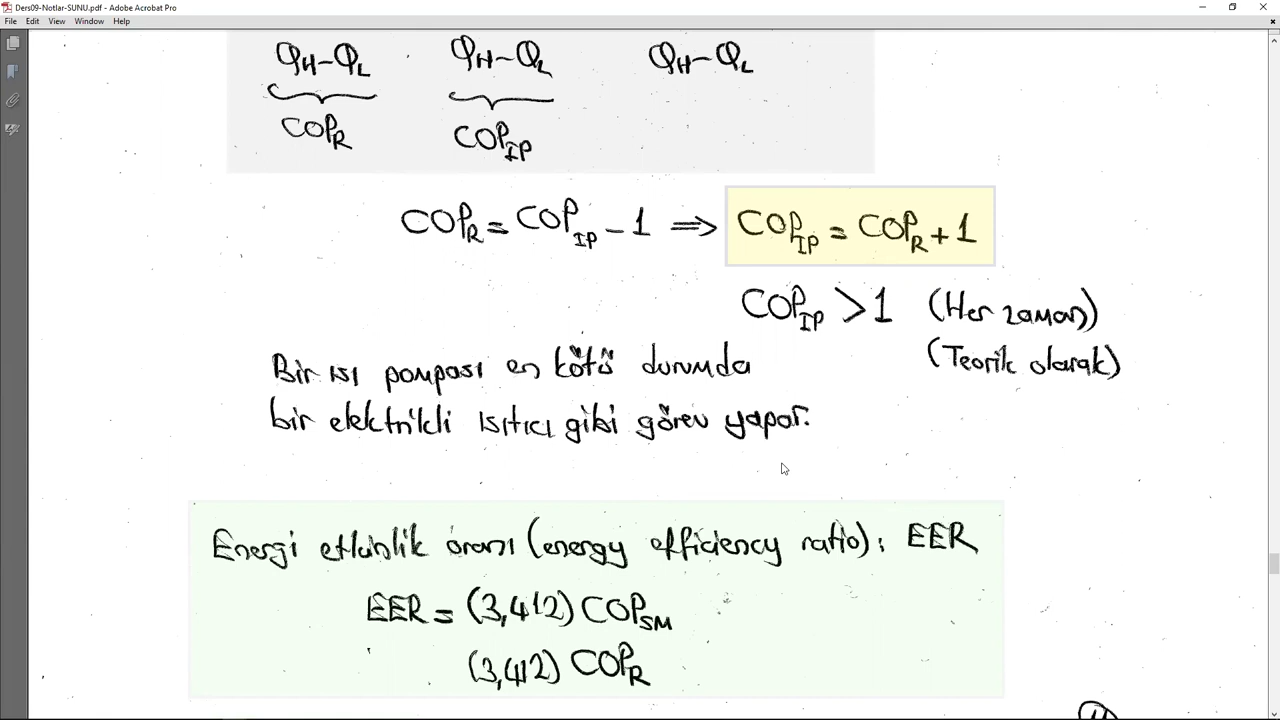 Ders09-Notlar-SUNU.pdf - Adobe Acrobat Pro
File Edit View Window Help
QH-QL QH-QL QH-QL
COPR COPIP
COPR = COPIP - 1 ⇒ COPIP = COPR + 1
COPIP > 1 (Her zaman)
(Teorik olarak)
Bir ısı pompası en kötü durumda
bir elektrikli ısıtıcı gibi görev yapar.
Energi etkinlik oranı (energy efficiency ratio); EER
EER = (3,412) COPSM
(3,412) COPR